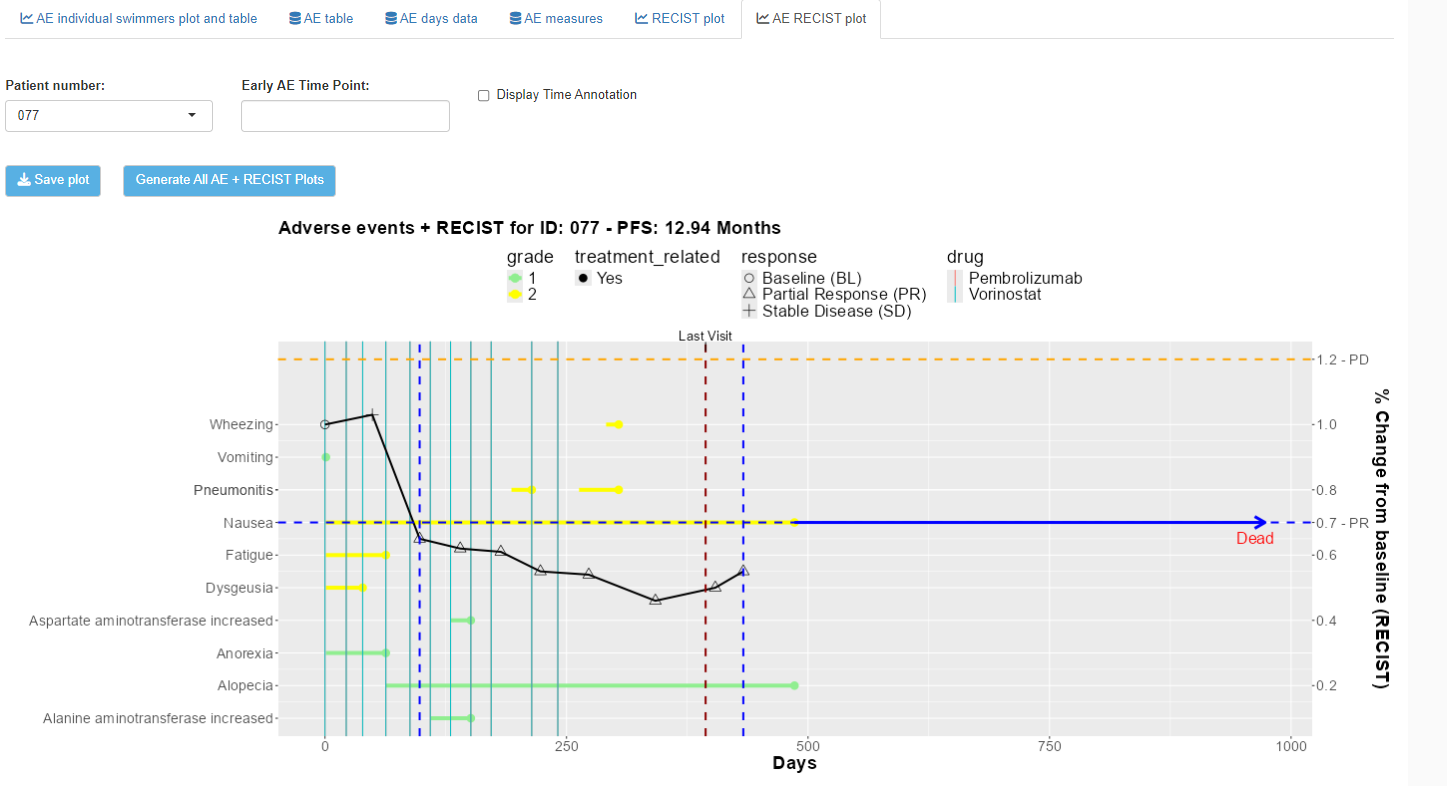 AE individual swimmers plot and table AE table AE days data AE measures RECIST plot AE RECIST plot
Patient number: Early AE Time Point:
Display Time Annotation
077
Save plot Generate All AE + RECIST Plots
Adverse events + RECIST for ID: 077 - PFS: 12.94 Months
grade treatment_related response drug
1 Yes Baseline (BL) Pembrolizumab
2 Partial Response (PR) Vorinostat
Stable Disease (SD)
Last Visit
1.2 - PD
Wheezing 1.0
Vomiting
Pneumonitis 0.8
Nausea 0.7 - PR
Dead
Fatigue 0.6
Dysgeusia
Aspartate aminotransferase increased 0.4
Anorexia
Alopecia 0.2
Alanine aminotransferase increased
% Change from baseline (RECIST)
0 250 500 750 1000
Days